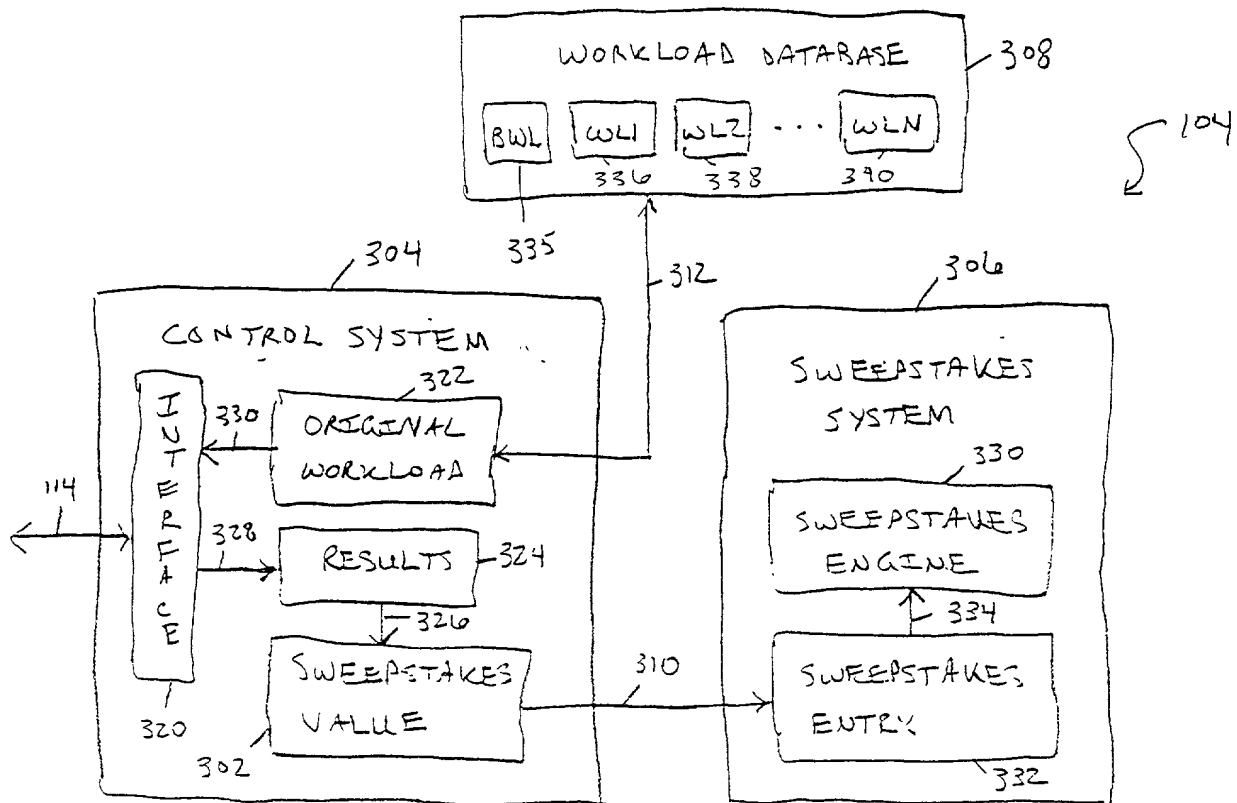 WORKLOAD DATABASE
308
104
BWL WL1 WL2 ... WLN
336 338 340
335
304
312
306
CONTROL SYSTEM
SWEEPSTAKES
SYSTEM
322
330
ORIGINAL
WORKLOAD
INTERFACE
114
328
RESULTS
324
326
330
SWEEPSTAKES
ENGINE
334
SWEEPSTAKES
VALUE
310
SWEEPSTAKES
ENTRY
320
302
332